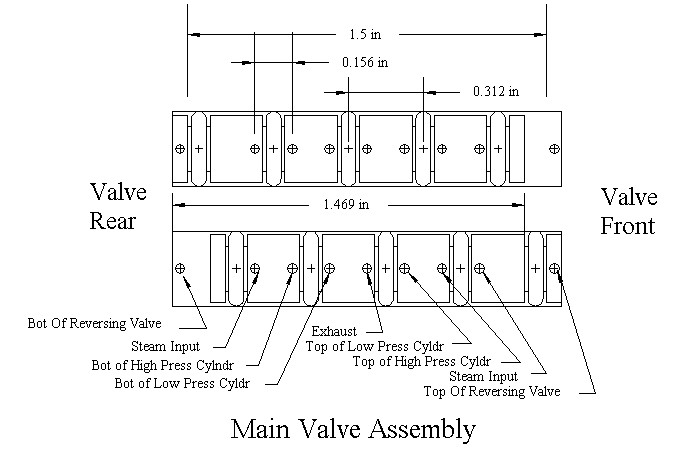 1.5 in
0.156 in
0.312 in
Valve
Rear
Valve
Front
1.469 in
Bot Of Reversing Valve
Steam Input
Bot of High Press Cylndr
Bot of Low Press Cyldr
Exhaust
Top of Low Press Cyldr
Top of High Press Cyldr
Steam Input
Top Of Reversing Valve
Main Valve Assembly